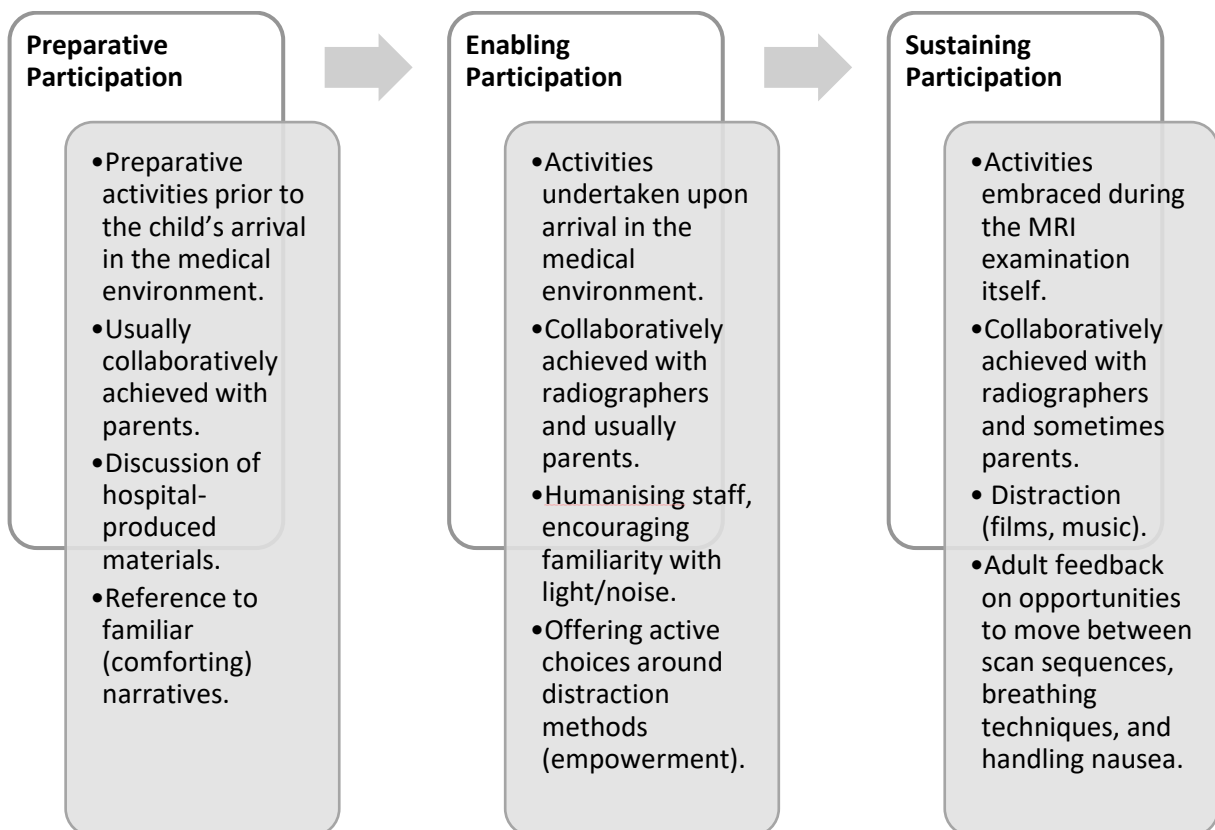 Preparative
Participation
•Preparative
activities prior to
the child’s arrival
in the medical
environment.
•Usually
collaboratively
achieved with
parents.
•Discussion of
hospital-
produced
materials.
•Reference to
familiar
(comforting)
narratives.
Enabling
Participation
•Activities
undertaken upon
arrival in the
medical
environment.
•Collaboratively
achieved with
radiographers
and usually
parents.
•Humanising staff,
encouraging
familiarity with
light/noise.
•Offering active
choices around
distraction
methods
(empowerment).
Sustaining
Participation
•Activities
embraced during
the MRI
examination
itself.
•Collaboratively
achieved with
radiographers
and sometimes
parents.
• Distraction
(films, music).
•Adult feedback
on opportunities
to move between
scan sequences,
breathing
techniques, and
handling nausea.